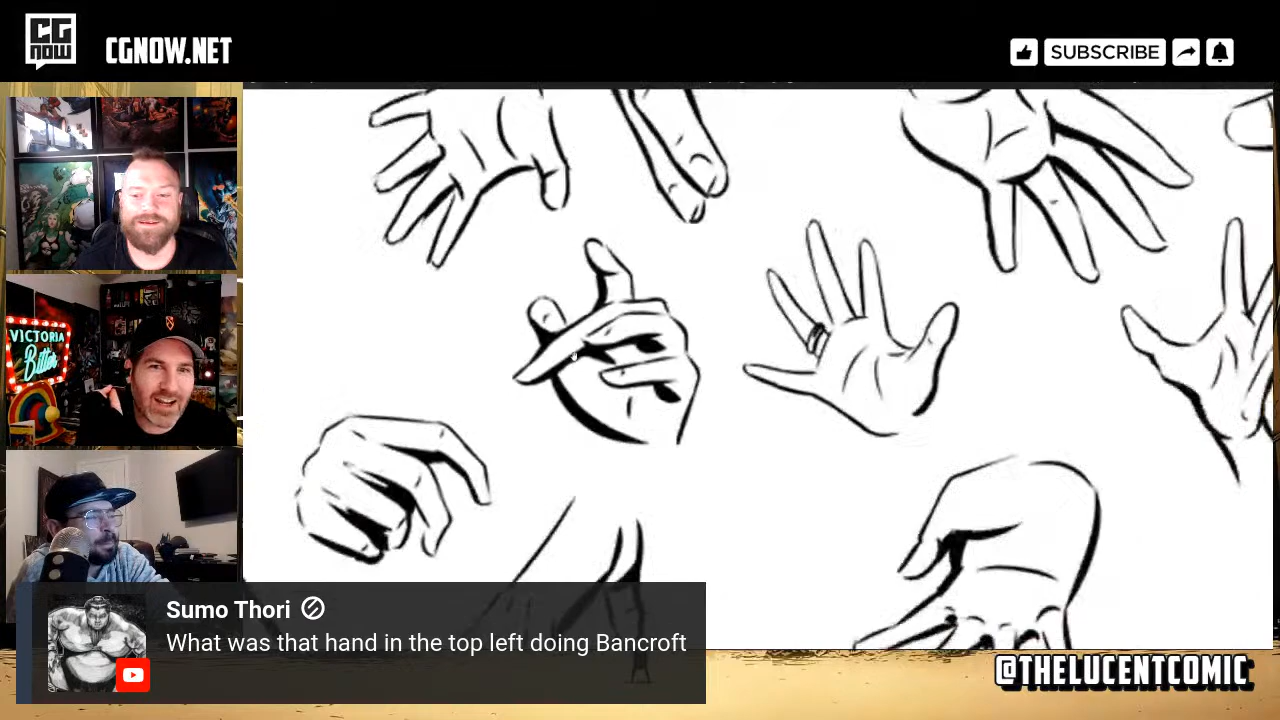 CG
NOW
CGNOW.NET
SUBSCRIBE
VICTORIA
Bitter
Sumo Thori
What was that hand in the top left doing Bancroft
@THELUCENTCOMIC